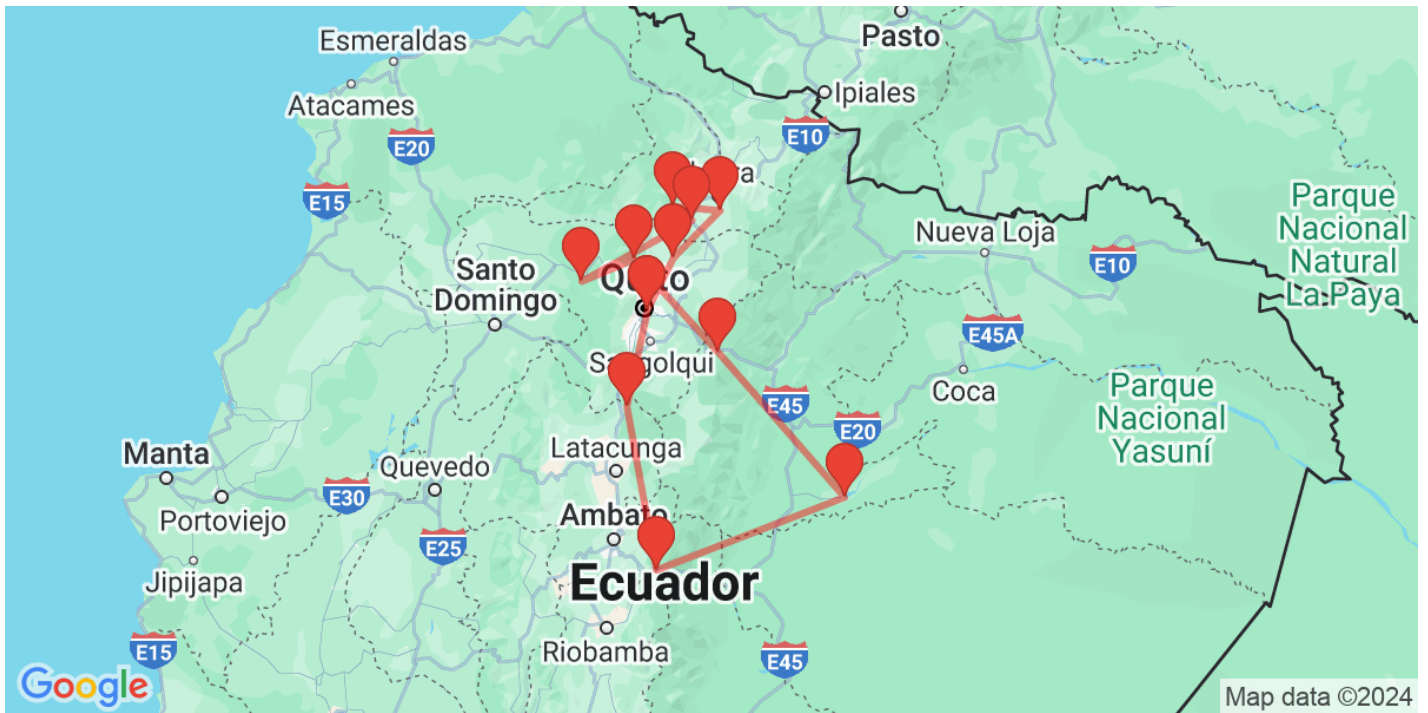 Pasto
Esmeraldas
Ipiales
Atacames
E10
E20
E15
Parque
Nacional
Natural
La Paya
Nueva Loja
E10
Santo
Domingo
E45A
Coca
Parque
Nacional
Yasuní
E45
E20
Latacunga
Manta
Quevedo
E30
Portoviejo
Ambato
E25
Jipijapa
Ecuador
Riobamba
E15
E45
Google
Map data ©2024